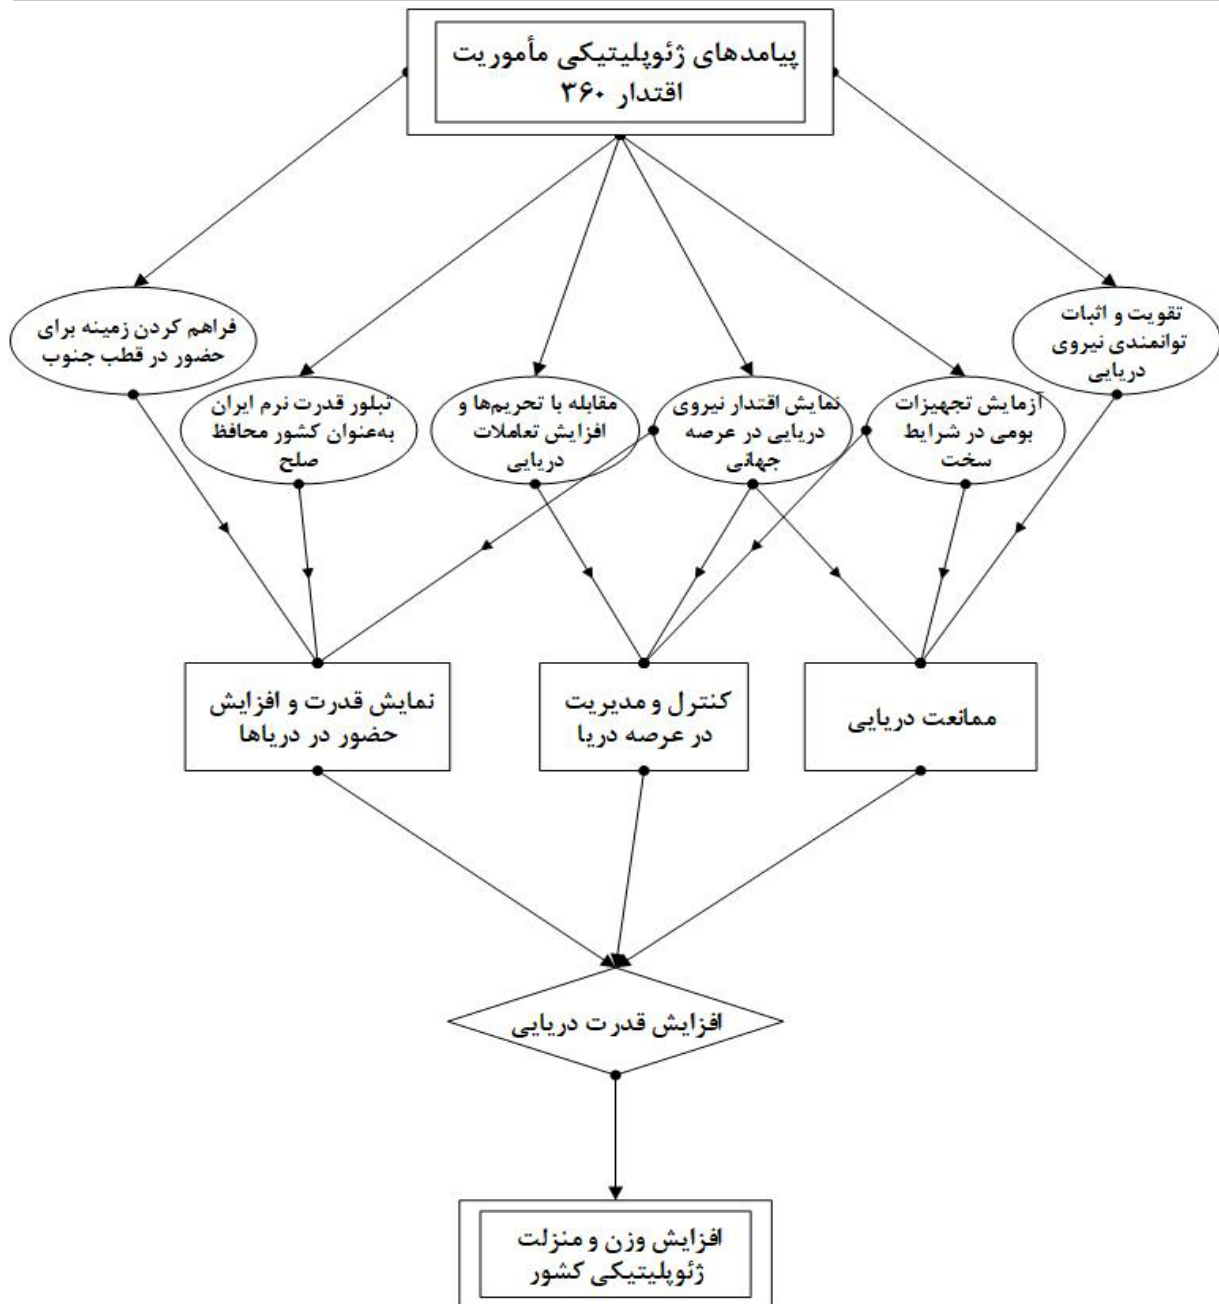 پیامدهای ژئوپلیتیکی مأموریت
اقتدار ۳۶۰
تقویت و اثبات
توانمندی نیروی
دریایی
فراهم کردن زمینه برای
حضور در قطب جنوب
آزمایش تجهیزات
بومی در شرایط
سخت
نمایش اقتدار نیروی
دریایی در عرصه
جهانی
مقابله با تحریم‌ها و
افزایش تعاملات
دریایی
تبلور قدرت نرم ایران
به‌عنوان کشور محافظ
صلح
ممانعت دریایی
کنترل و مدیریت
در عرصه دریا
نمایش قدرت و افزایش
حضور در دریاها
افزایش قدرت دریایی
افزایش وزن و منزلت
ژئوپلیتیکی کشور